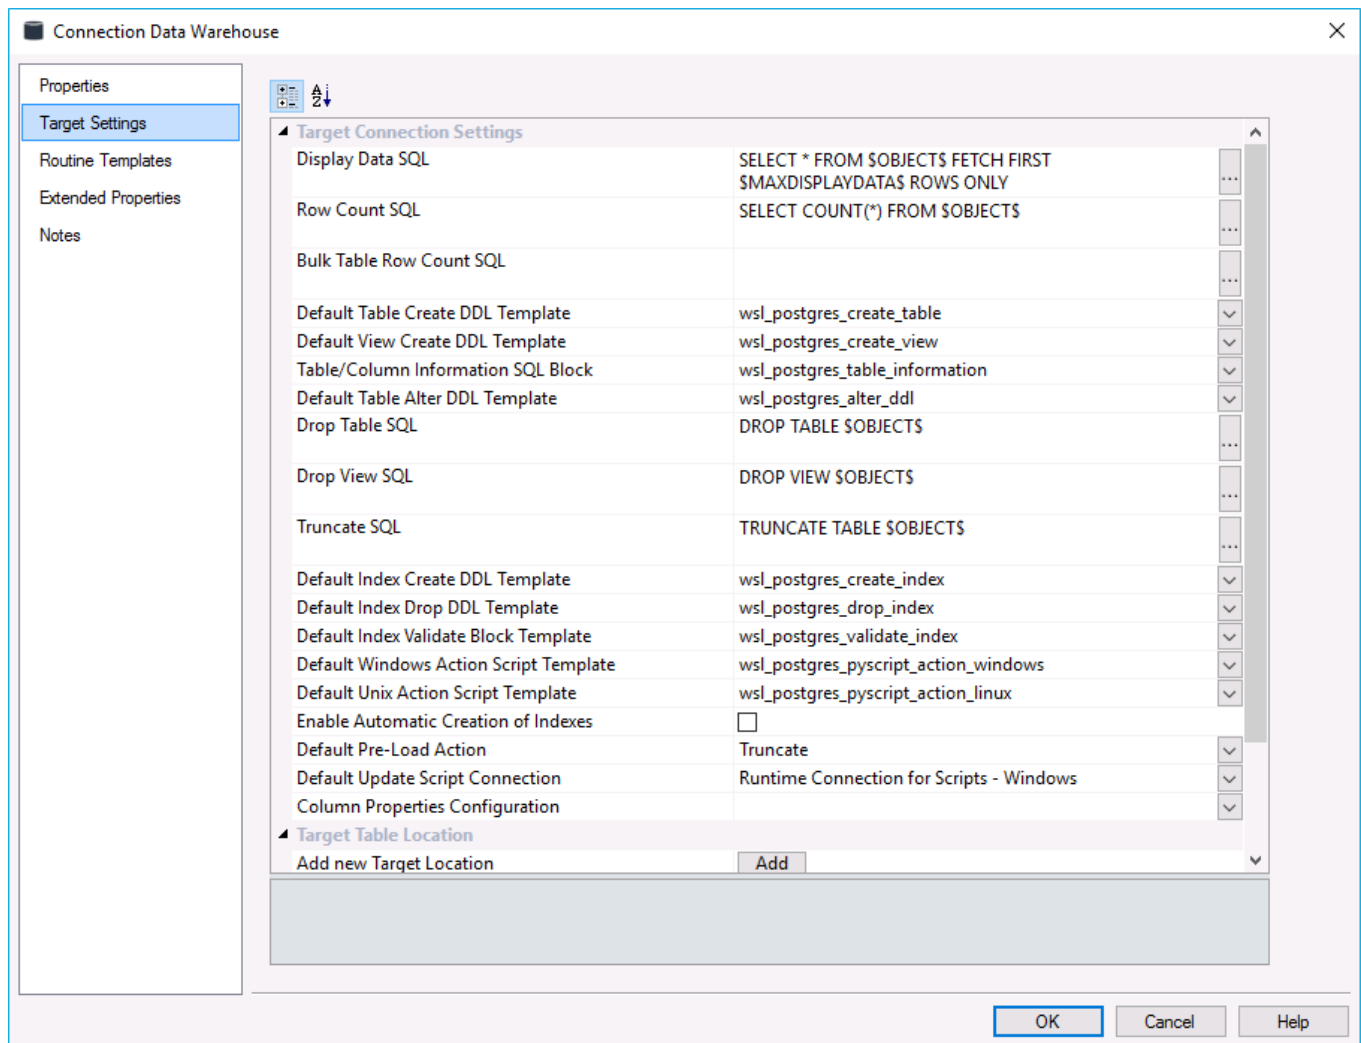 Connection Data Warehouse
Properties
Target Settings
Routine Templates
Extended Properties
Notes
Target Connection Settings
Display Data SQL
SELECT * FROM $OBJECT$ FETCH FIRST
$MAXDISPLAYDATA$ ROWS ONLY
...
Row Count SQL
SELECT COUNT(*) FROM $OBJECT$
...
Bulk Table Row Count SQL
...
Default Table Create DDL Template
wsl_postgres_create_table
Default View Create DDL Template
wsl_postgres_create_view
Table/Column Information SQL Block
wsl_postgres_table_information
Default Table Alter DDL Template
wsl_postgres_alter_ddl
Drop Table SQL
DROP TABLE $OBJECT$
...
Drop View SQL
DROP VIEW $OBJECT$
...
Truncate SQL
TRUNCATE TABLE $OBJECT$
...
Default Index Create DDL Template
wsl_postgres_create_index
Default Index Drop DDL Template
wsl_postgres_drop_index
Default Index Validate Block Template
wsl_postgres_validate_index
Default Windows Action Script Template
wsl_postgres_pyscript_action_windows
Default Unix Action Script Template
wsl_postgres_pyscript_action_linux
Enable Automatic Creation of Indexes
Default Pre-Load Action
Truncate
Default Update Script Connection
Runtime Connection for Scripts - Windows
Column Properties Configuration
Target Table Location
Add new Target Location
Add
OK
Cancel
Help